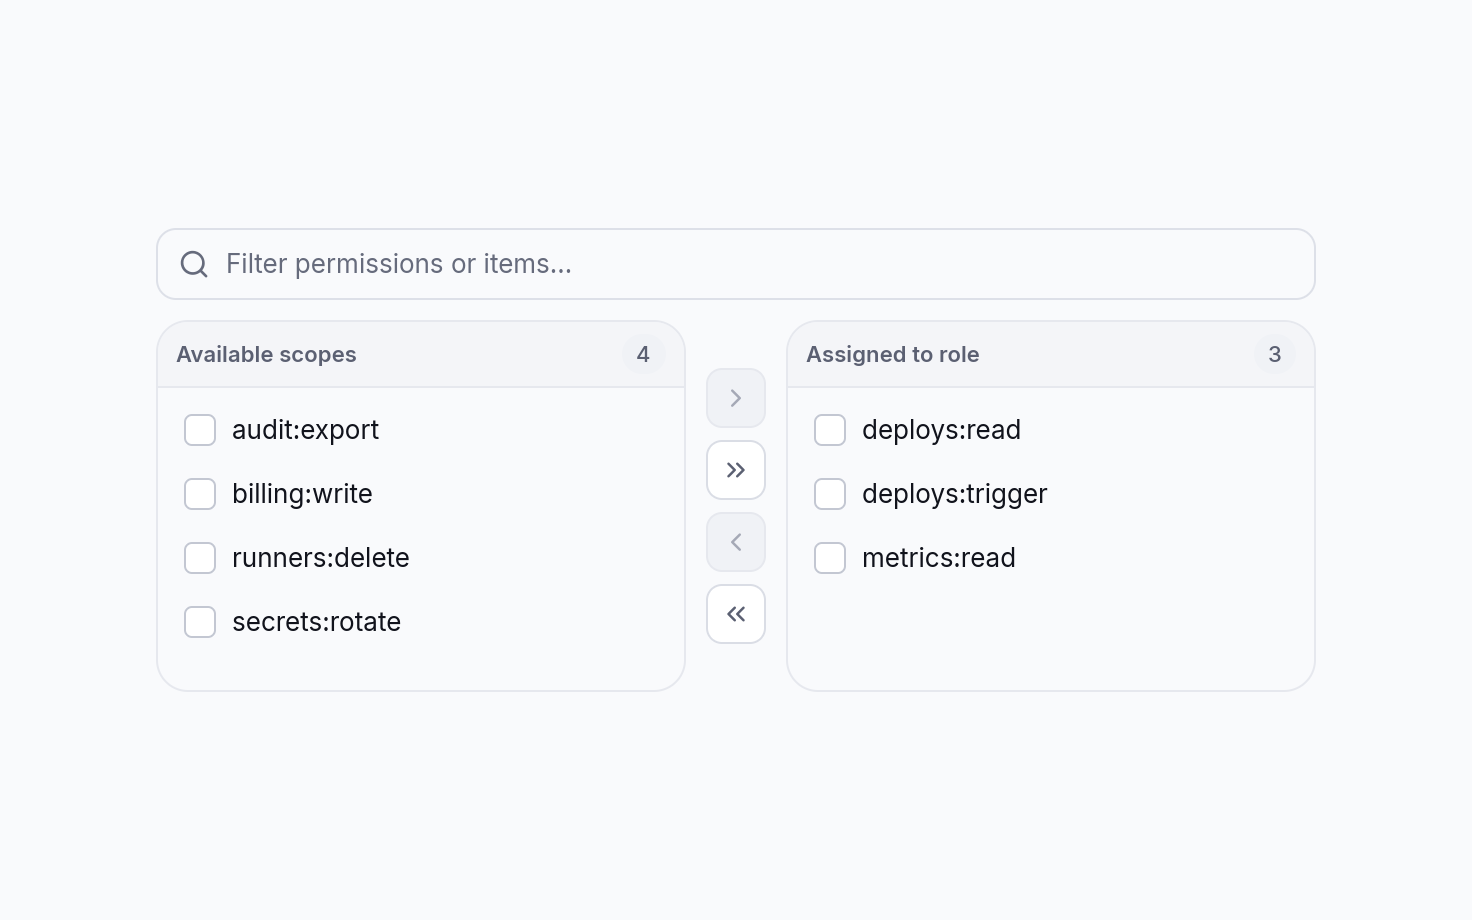 Filter permissions or items...
Available scopes 4
audit:export
billing:write
runners:delete
secrets:rotate
Assigned to role 3
deploys:read
deploys:trigger
metrics:read